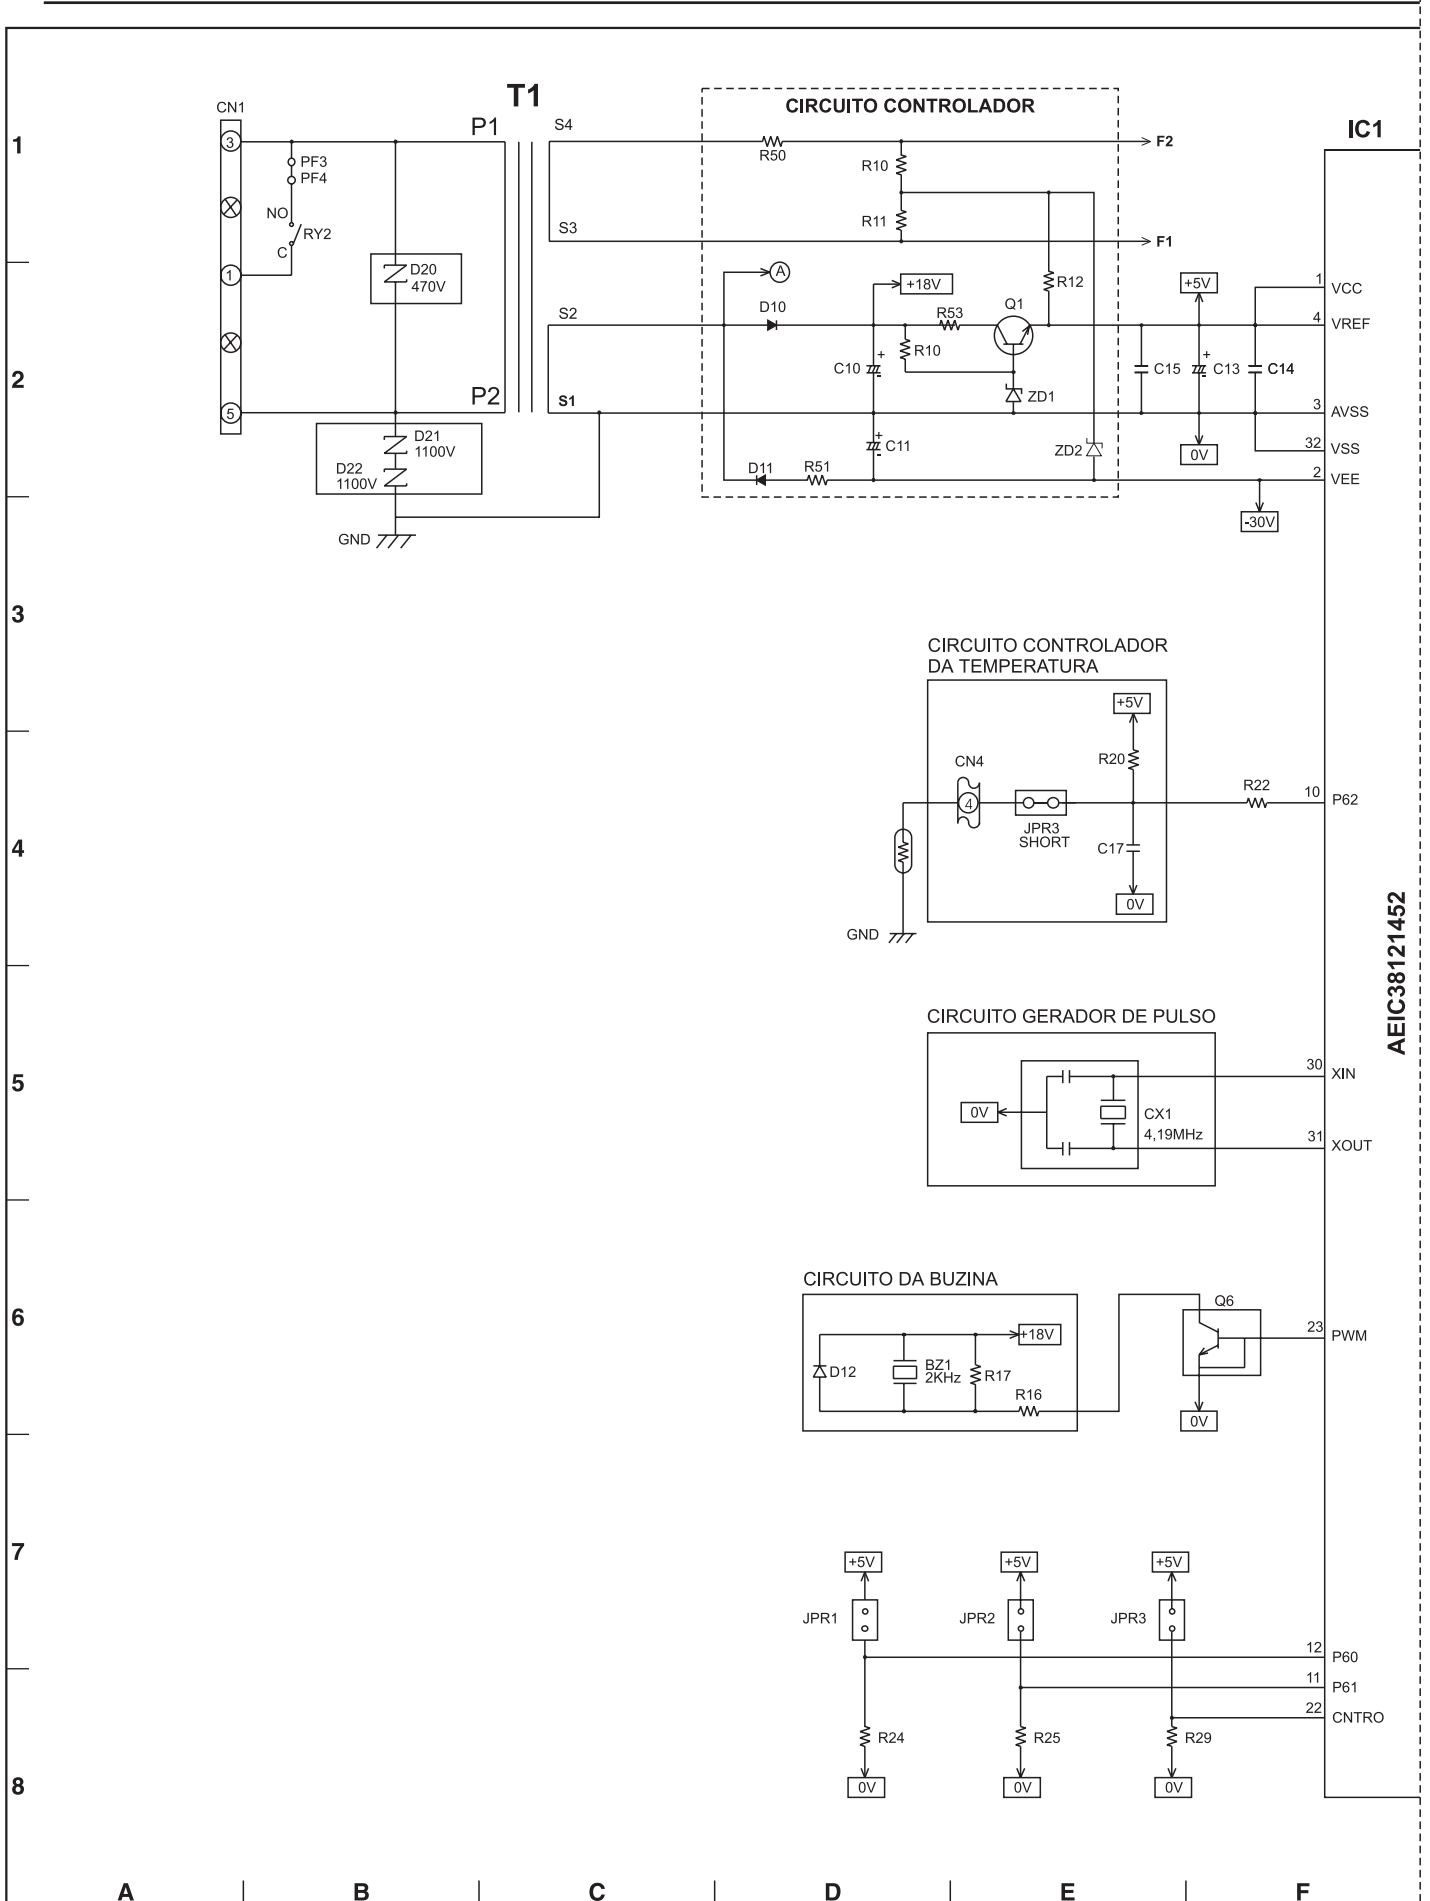 T1
CIRCUITO CONTROLADOR
IC1
CN1
1
3
P1
S4
R50
F2
PF3
PF4
R10
NO
RY2
C
R11
S3
F1
1
D20
470V
A
+18V
R12
+5V
1
VCC
S2
D10
R53
Q1
4
VREF
R10
2
C10
+
-
C15
+
-
C13
C14
P2
S1
ZD1
3
AVSS
5
D21
1100V
+
-
C11
ZD2
0V
32
VSS
D22
1100V
D11
R51
2
VEE
-30V
GND
3
CIRCUITO CONTROLADOR
DA TEMPERATURA
+5V
R20
CN4
R22
10
P62
4
JPR3
SHORT
4
C17
0V
GND
AEIC38121452
CIRCUITO GERADOR DE PULSO
5
30
XIN
0V
CX1
4,19MHz
31
XOUT
CIRCUITO DA BUZINA
6
Q6
23
PWM
+18V
D12
BZ1
2KHz
R17
R16
0V
7
+5V
+5V
+5V
JPR1
JPR2
JPR3
12
P60
11
P61
22
CNTRO
R24
R25
R29
8
0V
0V
0V
A
B
C
D
E
F